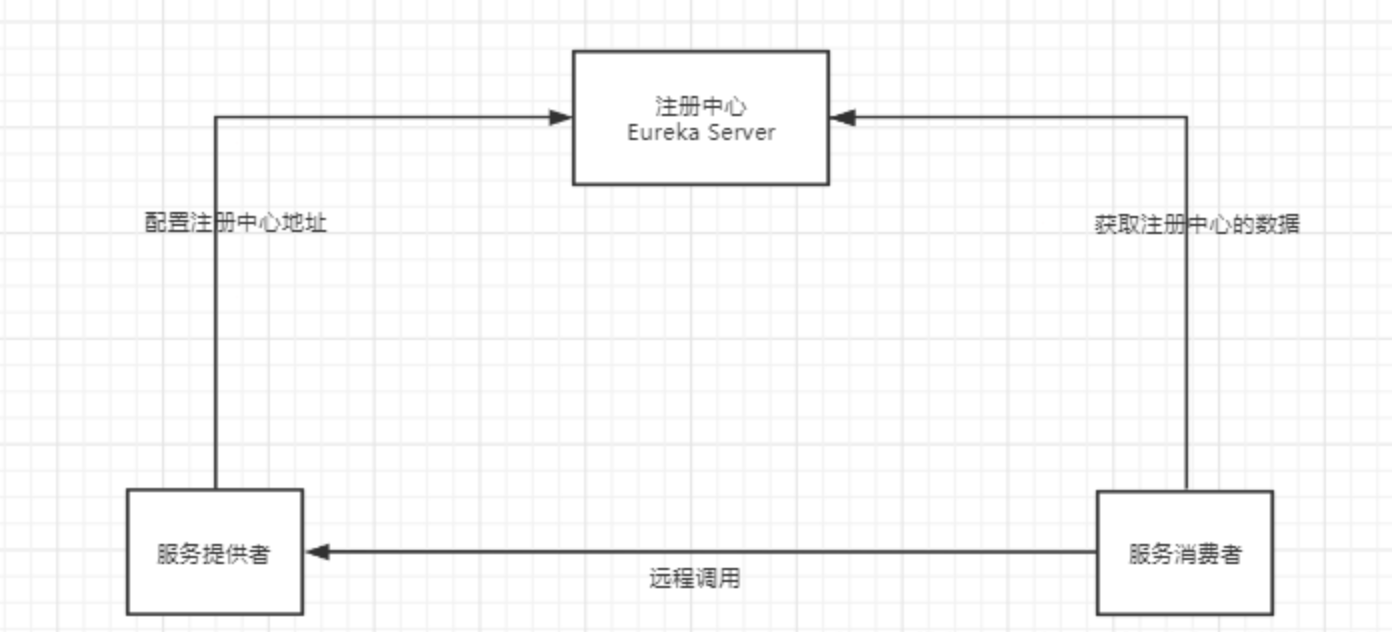 注册中心
Eureka Server
配置注册中心地址
获取注册中心的数据
服务提供者
服务消费者
远程调用